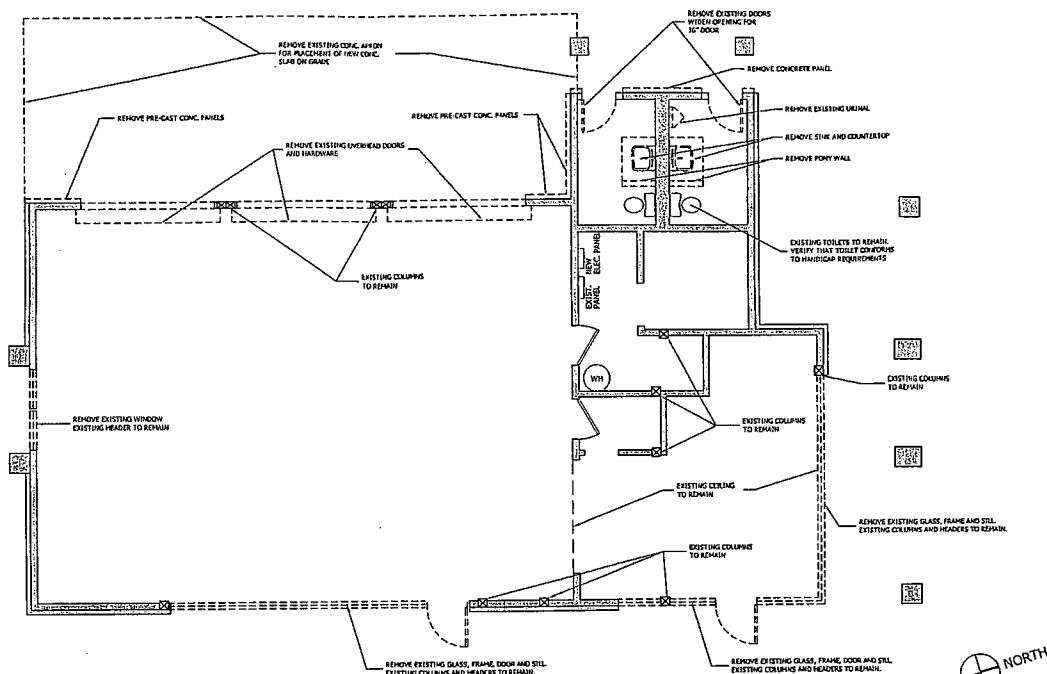 REMOVE EXISTING DOORS
WIDEN OPENING FOR
36" DOOR
REMOVE EXISTING CONC. APRON
FOR PLACEMENT OF NEW CONC.
SLAB ON GRADE
REMOVE CONCRETE PANEL
REMOVE EXISTING URINAL
REMOVE PRE-CAST CONC. PANELS
REMOVE PRE-CAST CONC. PANELS
REMOVE SINK AND COUNTERTOP
REMOVE EXISTING OVERHEAD DOORS
AND HARDWARE
REMOVE PONY WALL
EXISTING TOILETS TO REMAIN.
VERIFY THAT TOILET CONFORMS
TO HANDICAP REQUIREMENTS
NEW
ELEC. PANEL
EXIST.
PANEL
EXISTING COLUMNS
TO REMAIN
WH
EXISTING COLUMNS
TO REMAIN
REMOVE EXISTING WINDOW
EXISTING HEADER TO REMAIN
EXISTING COLUMNS
TO REMAIN
EXISTING CEILING
TO REMAIN
REMOVE EXISTING GLASS, FRAME AND SILL.
EXISTING COLUMNS AND HEADERS TO REMAIN.
EXISTING COLUMNS
TO REMAIN
REMOVE EXISTING GLASS, FRAME, DOOR AND SILL
EXISTING COLUMNS AND HEADERS TO REMAIN.
REMOVE EXISTING GLASS, FRAME, DOOR AND SILL
EXISTING COLUMNS AND HEADERS TO REMAIN.
NORTH